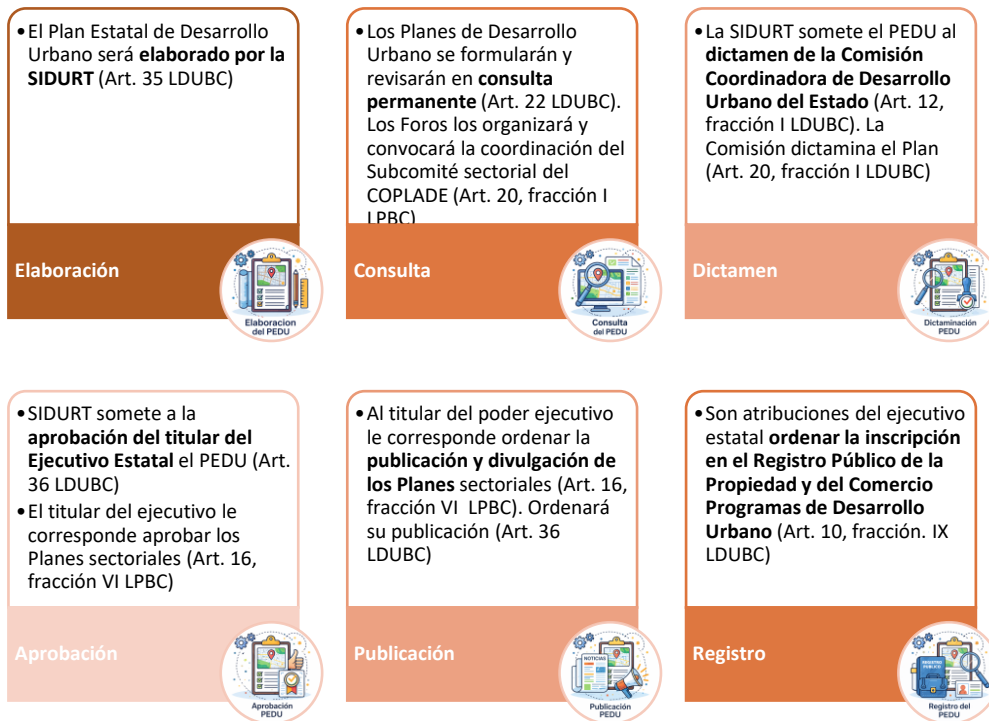 •El Plan Estatal de Desarrollo
Urbano será elaborado por la
SIDURT (Art. 35 LDUBC)
Elaboración
Elaboracion
del PEDU
•Los Planes de Desarrollo
Urbano se formularán y
revisarán en consulta
permanente (Art. 22 LDUBC).
Los Foros los organizará y
convocará la coordinación del
Subcomité sectorial del
COPLADE (Art. 20, fracción I
LPBC)
Consulta
Consulta
del PEDU
•La SIDURT somete el PEDU al
dictamen de la Comisión
Coordinadora de Desarrollo
Urbano del Estado (Art. 12,
fracción I LDUBC). La
Comisión dictamina el Plan
(Art. 20, fracción I LDUBC)
Dictamen
Dictaminación
PEDU
•SIDURT somete a la
aprobación del titular del
Ejecutivo Estatal el PEDU (Art.
36 LDUBC)
•El titular del ejecutivo le
corresponde aprobar los
Planes sectoriales (Art. 16,
fracción VI LPBC)
Aprobación
Aprobación
PEDU
•Al titular del poder ejecutivo
le corresponde ordenar la
publicación y divulgación de
los Planes sectoriales (Art. 16,
fracción VI  LPBC). Ordenará
su publicación (Art. 36
LDUBC)
Publicación
NOTICIAS
Publicación
PEDU
•Son atribuciones del ejecutivo
estatal ordenar la inscripción
en el Registro Público de la
Propiedad y del Comercio
Programas de Desarrollo
Urbano (Art. 10, fracción. IX
LDUBC)
Registro
REGISTRO
PÚBLICO
Registro del
PEDU